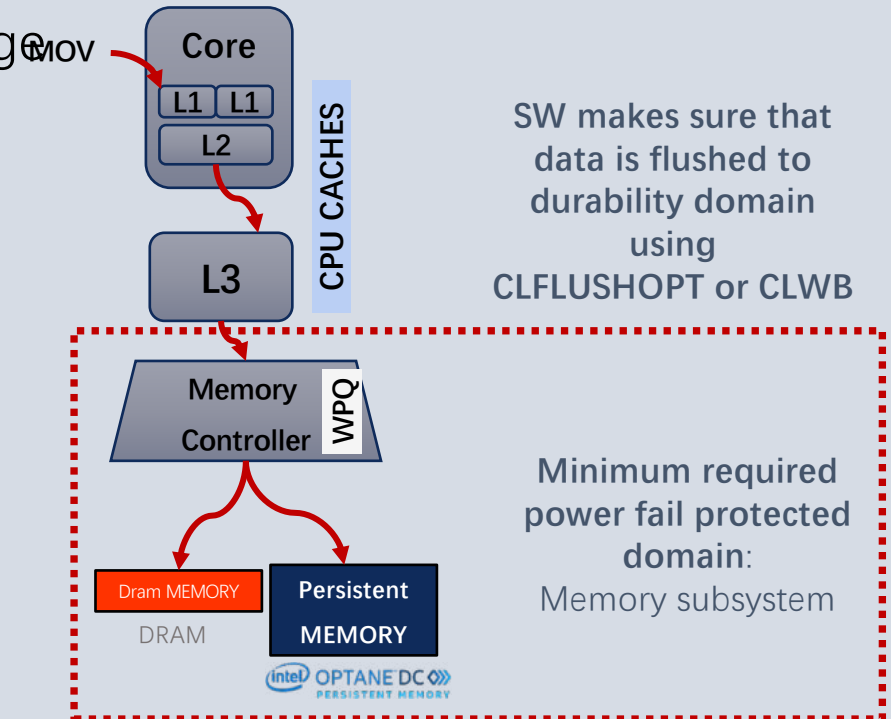 ge
MOV
Core
L1 L1
L2
CPU CACHES
L3
SW makes sure that
data is flushed to
durability domain
using
CLFLUSHOPT or CLWB
Memory
Controller
WPQ
Minimum required
power fail protected
domain:
Memory subsystem
Dram MEMORY
DRAM
Persistent
MEMORY
intel OPTANE DC
PERSISTENT MEMORY